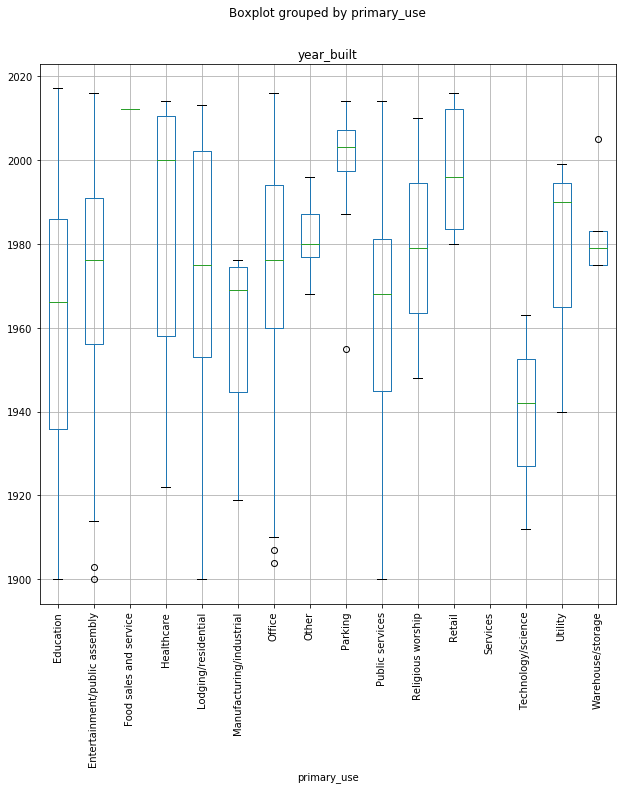 Boxplot grouped by primary_use
year_built
2020
2000
1980
1960
1940
1920
1900
Education
Entertainment/public assembly
Food sales and service
Healthcare
Lodging/residential
Manufacturing/industrial
Office
Other
Parking
Public services
Religious worship
Retail
Services
Technology/science
Utility
Warehouse/storage
primary_use